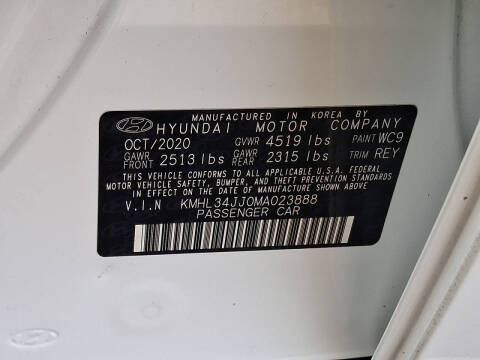 MANUFACTURED IN KOREA BY
HYUNDAI MOTOR COMPANY
OCT/2020 GVWR 4519 lbs PAINT WC9
GAWR FRONT 2513 lbs GAWR REAR 2315 lbs TRIM REY
THIS VEHICLE CONFORMS TO ALL APPLICABLE U.S.A. FEDERAL
MOTOR VEHICLE SAFETY, BUMPER, AND THEFT PREVENTION STANDARDS
IN EFFECT ON THE DATE OF MANUFACTURE SHOWN ABOVE.
V.I.N KMHL34JJ0MA023888
PASSENGER CAR